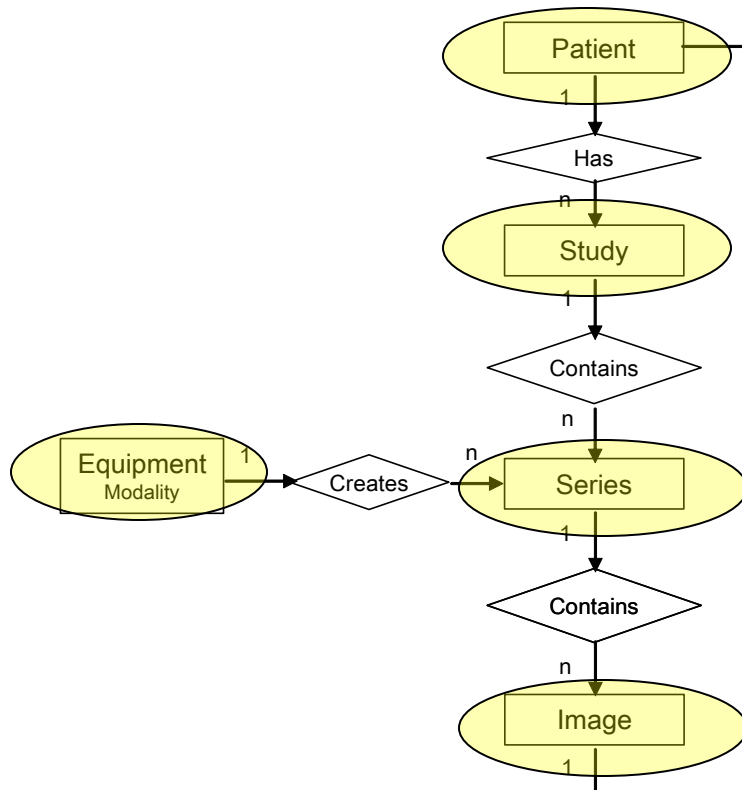 Patient
1
Has
n
Study
1
Contains
n
Equipment
Modality
1
Creates
n
Series
1
Contains
n
Image
1